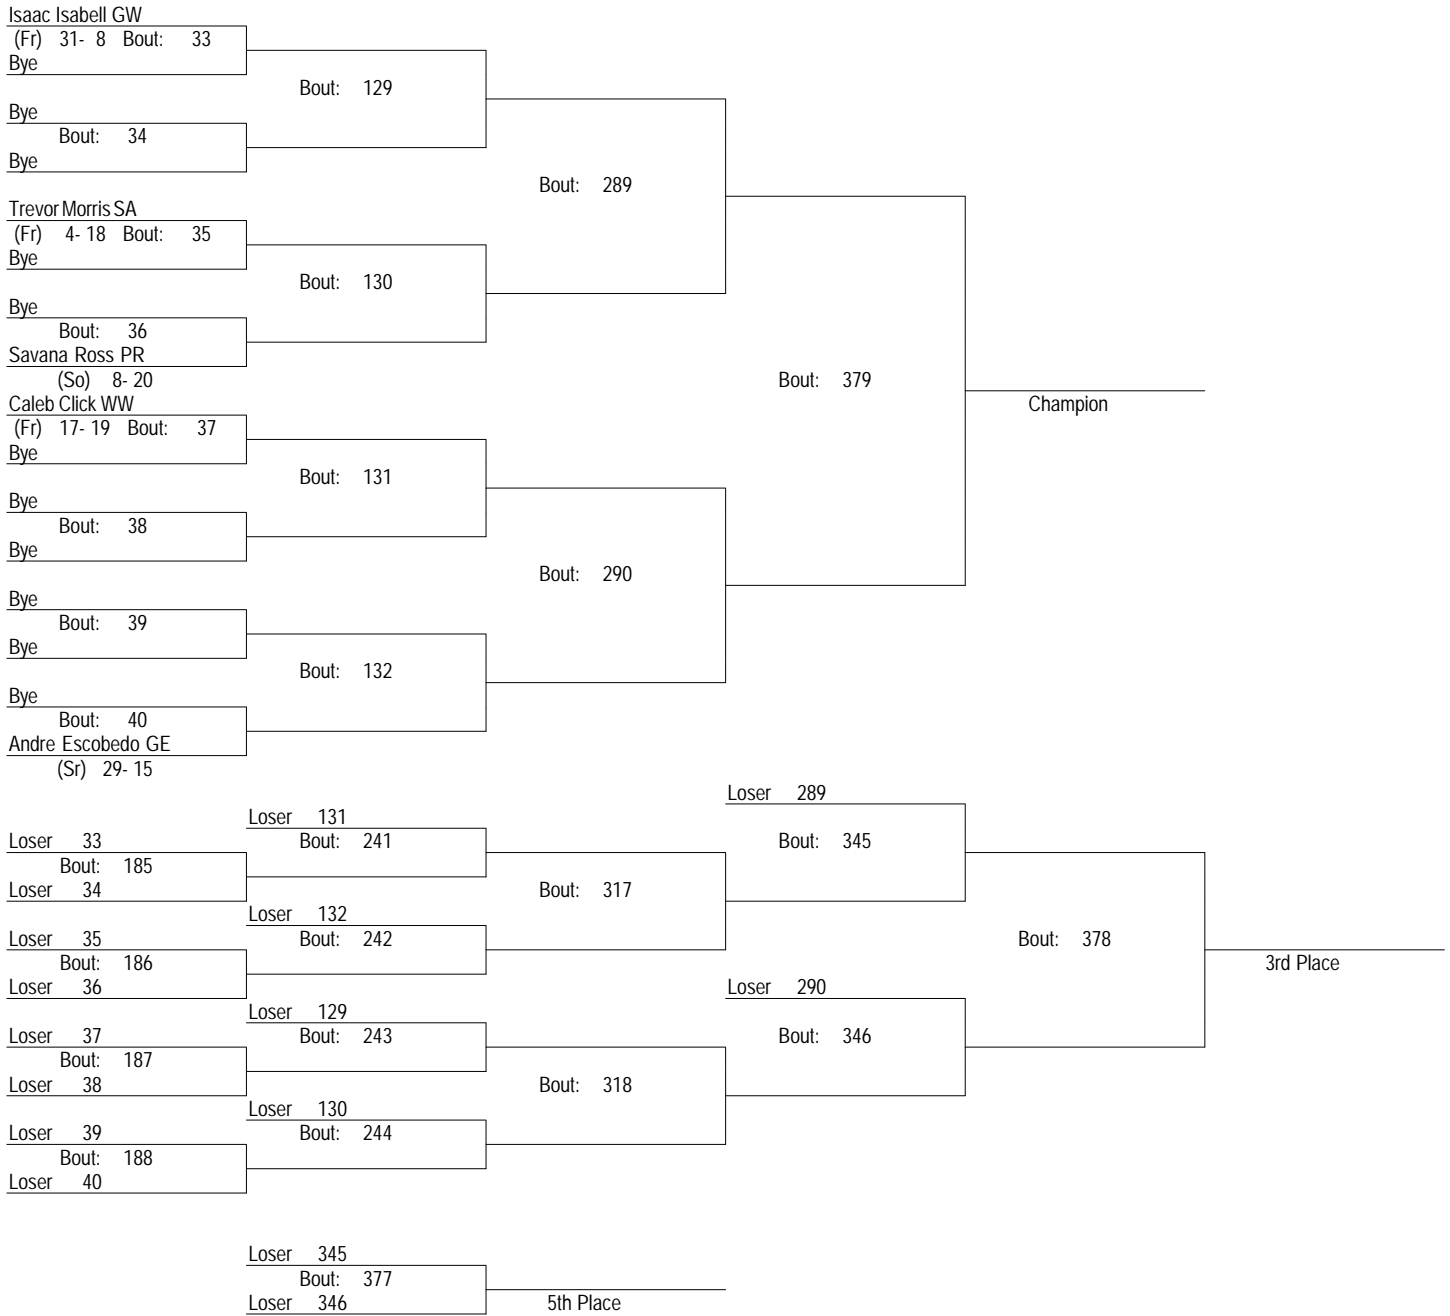 Isaac Isabell GW
(Fr) 31- 8 Bout: 33
Bye
Bout: 129
Bye
Bout: 34
Bye
Bout: 289
Trevor Morris SA
(Fr) 4- 18 Bout: 35
Bye
Bout: 130
Bye
Bout: 36
Savana Ross PR
(So) 8- 20
Bout: 379
Champion
Caleb Click WW
(Fr) 17- 19 Bout: 37
Bye
Bout: 131
Bye
Bout: 38
Bye
Bout: 290
Bye
Bout: 39
Bye
Bout: 132
Bye
Bout: 40
Andre Escobedo GE
(Sr) 29- 15
Loser 289
Loser 131
Loser 33
Bout: 241
Bout: 345
Bout: 185
Loser 34
Bout: 317
Loser 132
Loser 35
Bout: 242
Bout: 378
Bout: 186
3rd Place
Loser 36
Loser 290
Loser 129
Loser 37
Bout: 243
Bout: 346
Bout: 187
Loser 38
Bout: 318
Loser 130
Loser 39
Bout: 244
Bout: 188
Loser 40
Loser 345
Bout: 377
Loser 346
5th Place